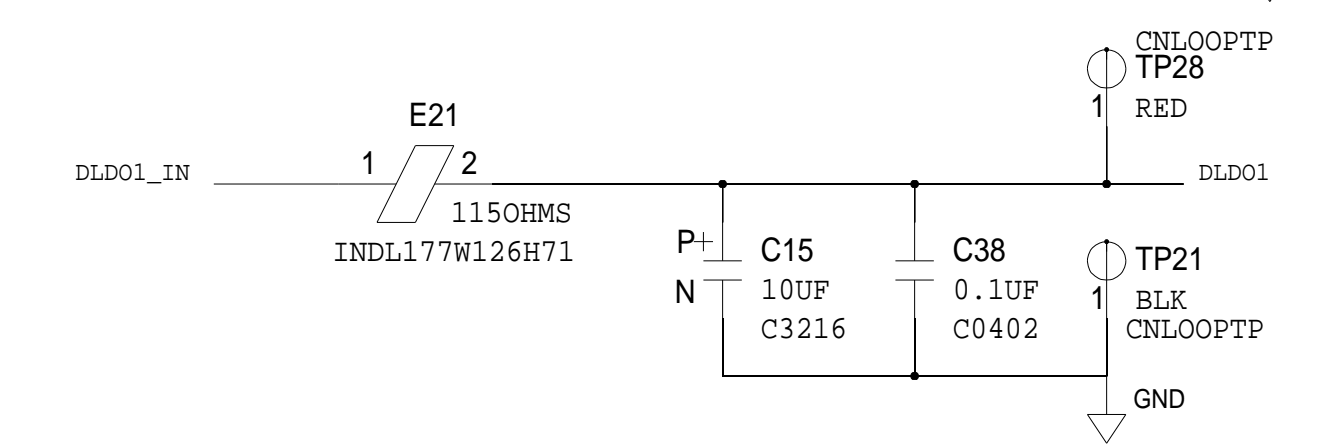 CNLOOPTP
TP28
1 RED
E21
1 2
DLDO1_IN
DLDO1
115OHMS
INDL177W126H71
P+
N
C15
10UF
C3216
C38
0.1UF
C0402
TP21
1 BLK
CNLOOPTP
GND